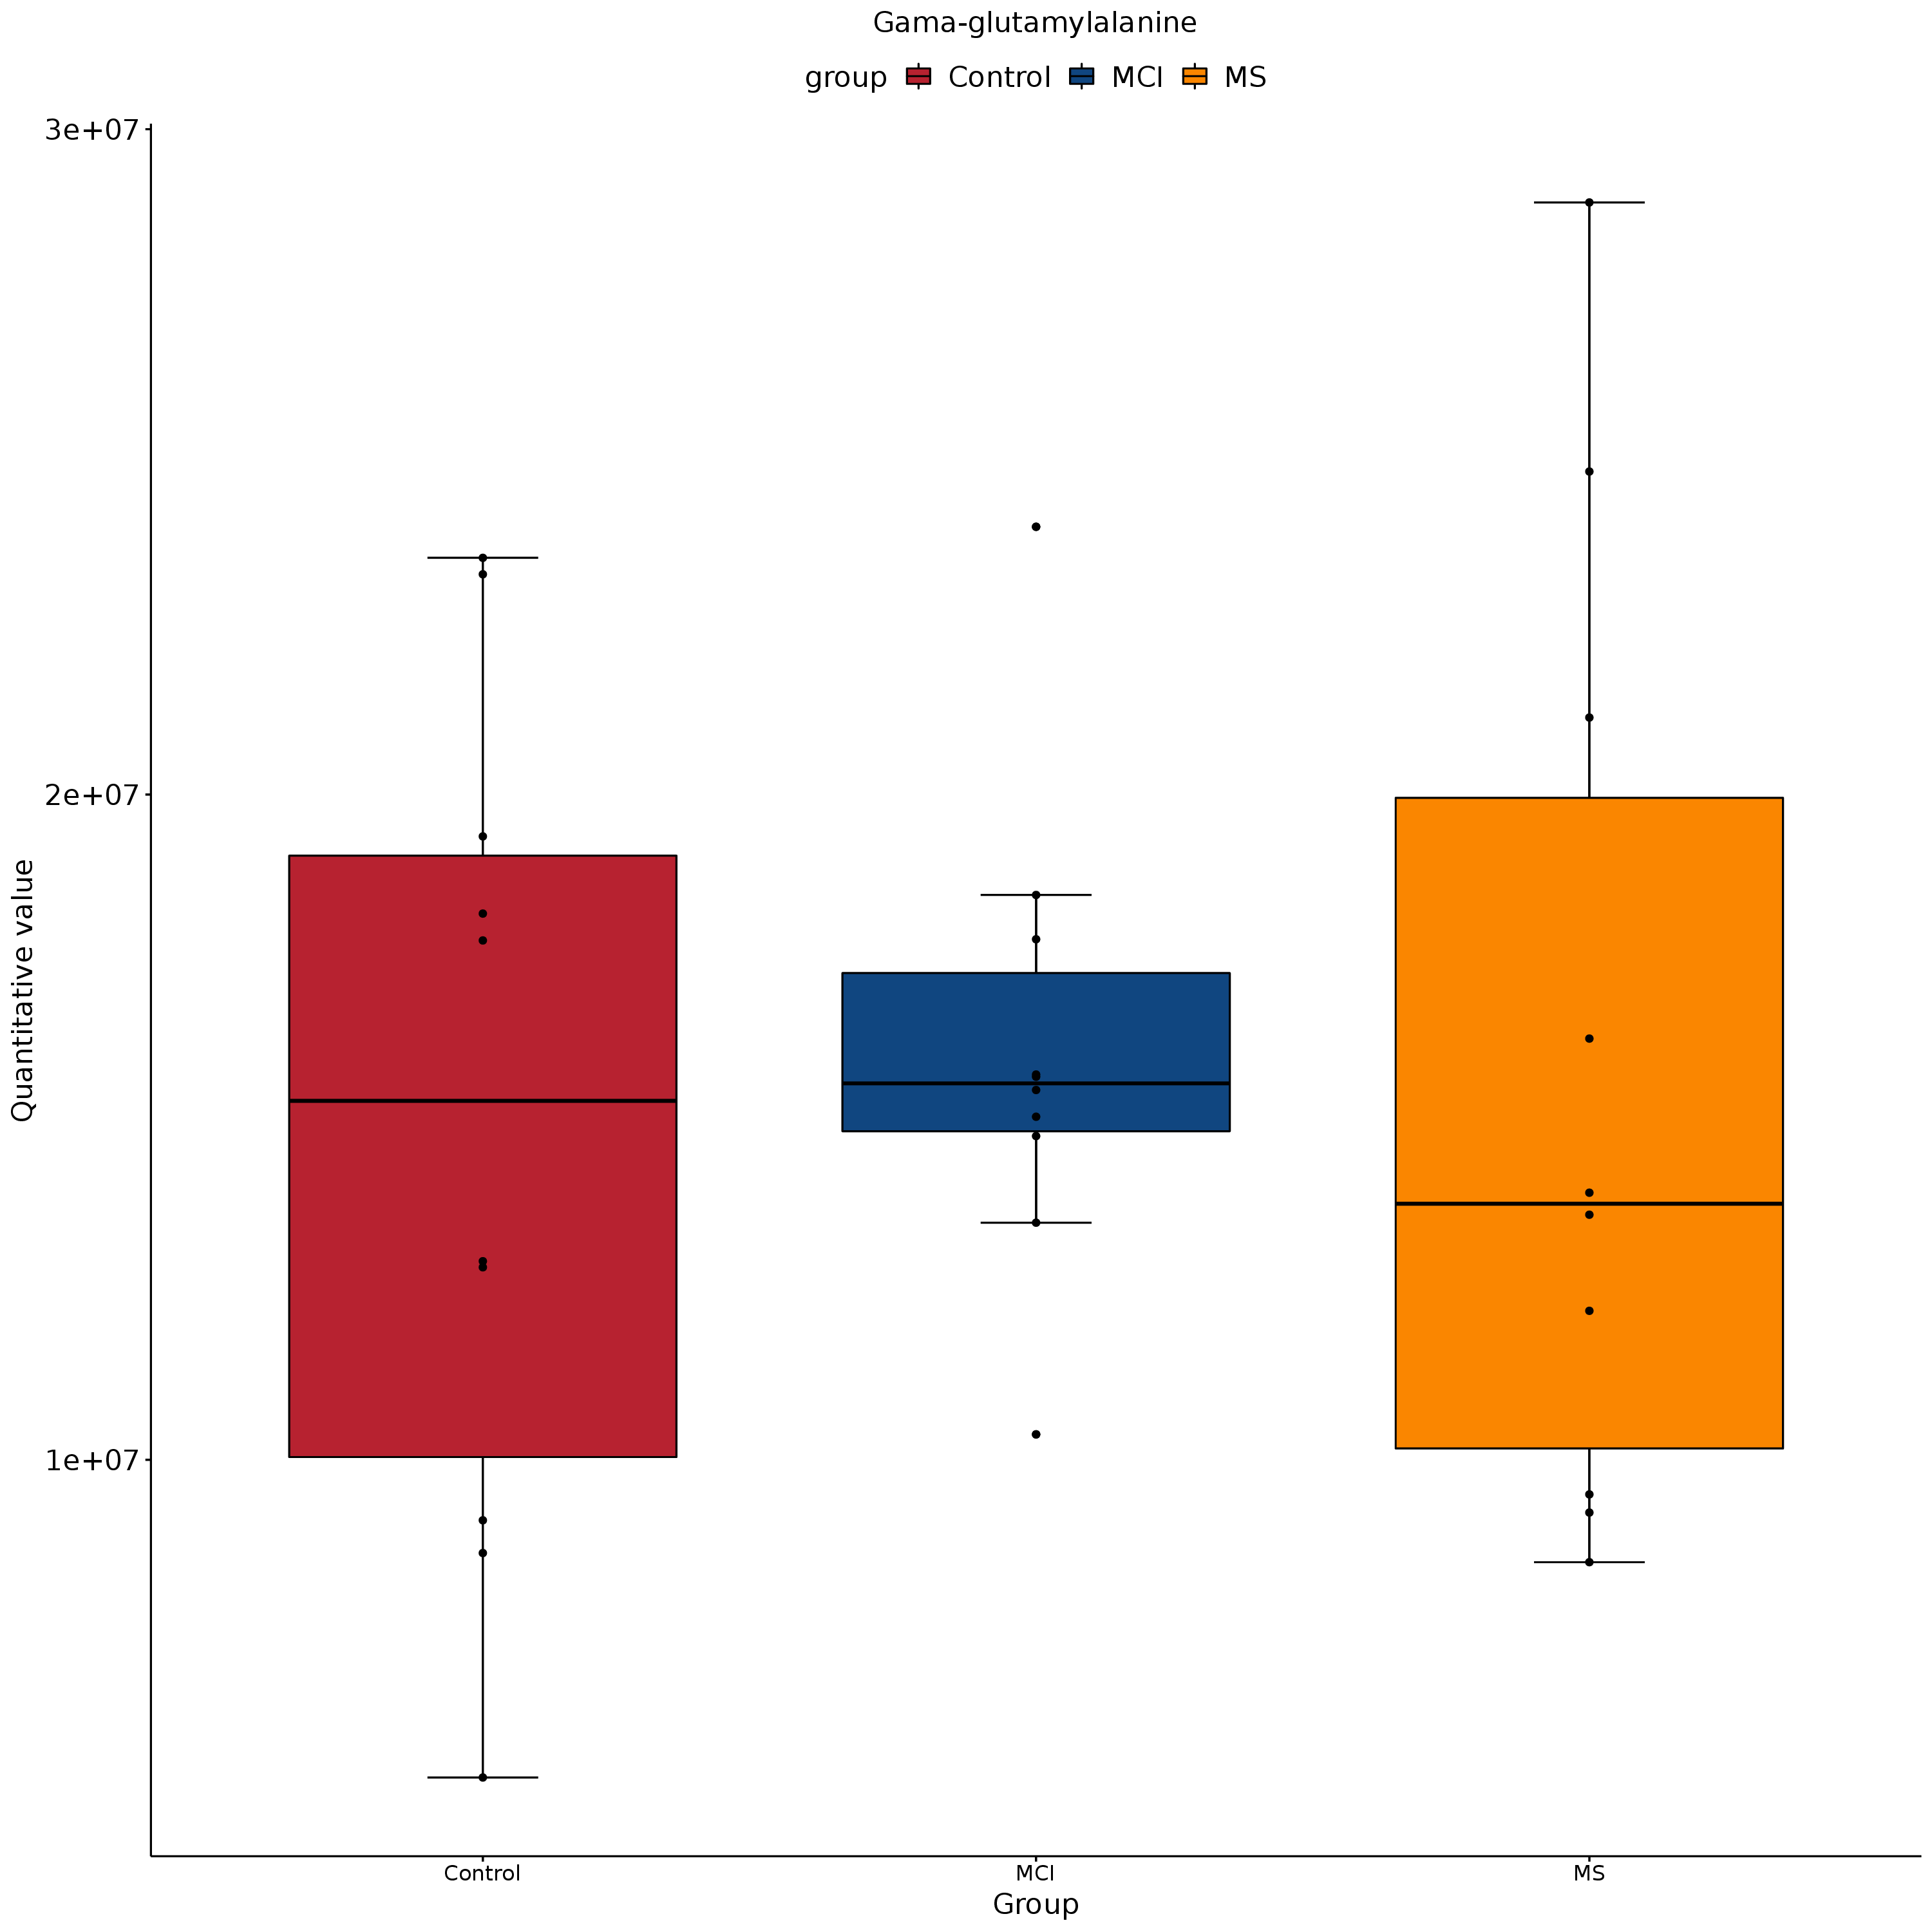 Gama-glutamylalanine
group Control MCI MS
3e+07
2e+07
1e+07
Quantitative value
Control MCI MS
Group